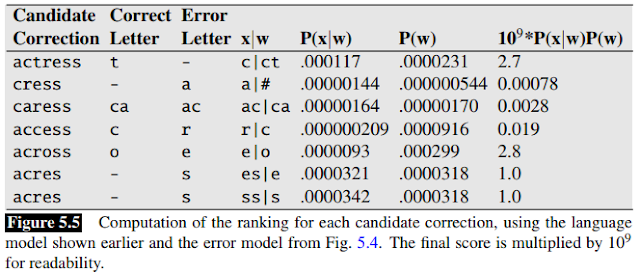 Candidate Correct Error
Correction Letter Letter x|w P(x|w) P(w) 10⁹*P(x|w)P(w)
actress t - c|ct .000117 .0000231 2.7
cress - a a|# .00000144 .000000544 0.00078
caress ca ac ac|ca .00000164 .00000170 0.0028
access c r r|c .000000209 .0000916 0.019
across o e e|o .0000093 .000299 2.8
acres - s es|e .0000321 .0000318 1.0
acres - s ss|s .0000342 .0000318 1.0
Figure 5.5 Computation of the ranking for each candidate correction, using the language
model shown earlier and the error model from Fig. 5.4. The final score is multiplied by 10⁹
for readability.